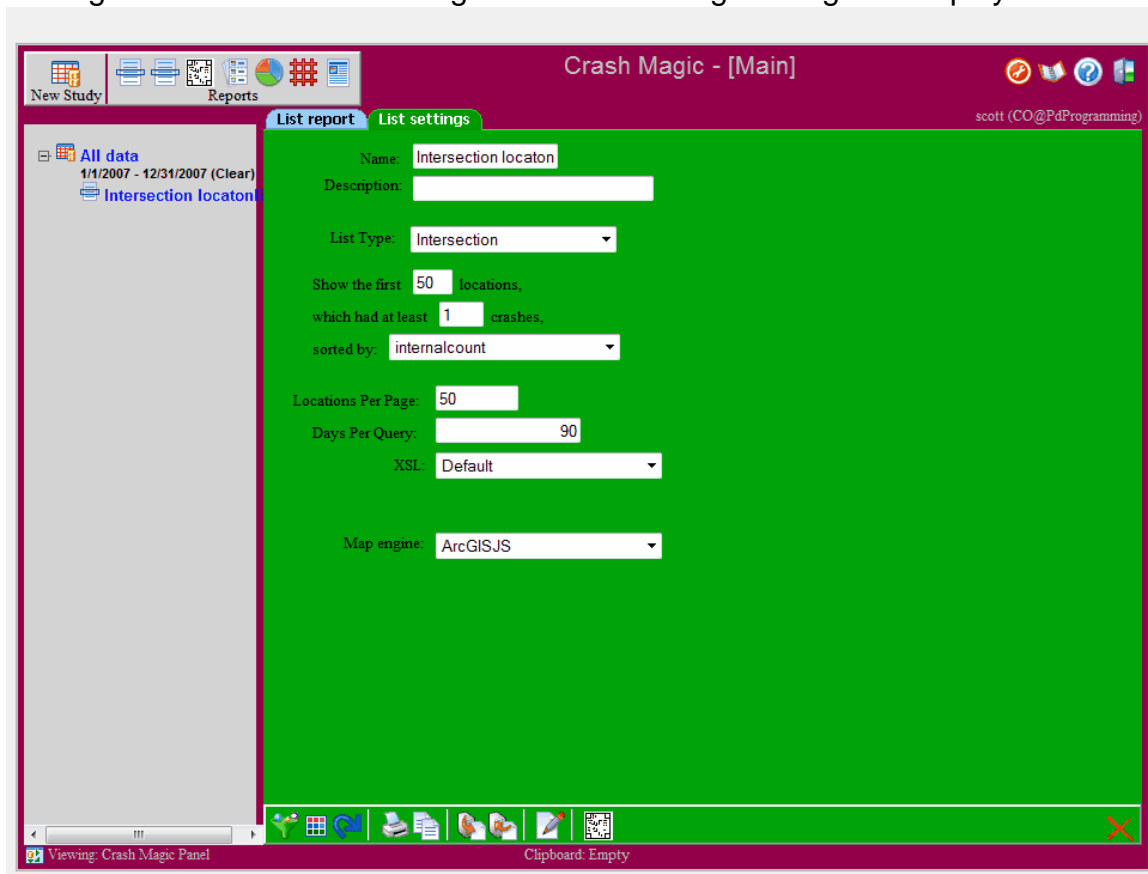 Crash Magic - [Main]
New Study
Reports
List report
List settings
scott (CO@PdProgramming)
All data
1/1/2007 - 12/31/2007 (Clear)
Intersection locaton
Name: Intersection locaton
Description:
List Type: Intersection
Show the first 50 locations,
which had at least 1 crashes,
sorted by: internalcount
Locations Per Page: 50
Days Per Query: 90
XSL: Default
Map engine: ArcGISJS
Viewing: Crash Magic Panel
Clipboard: Empty